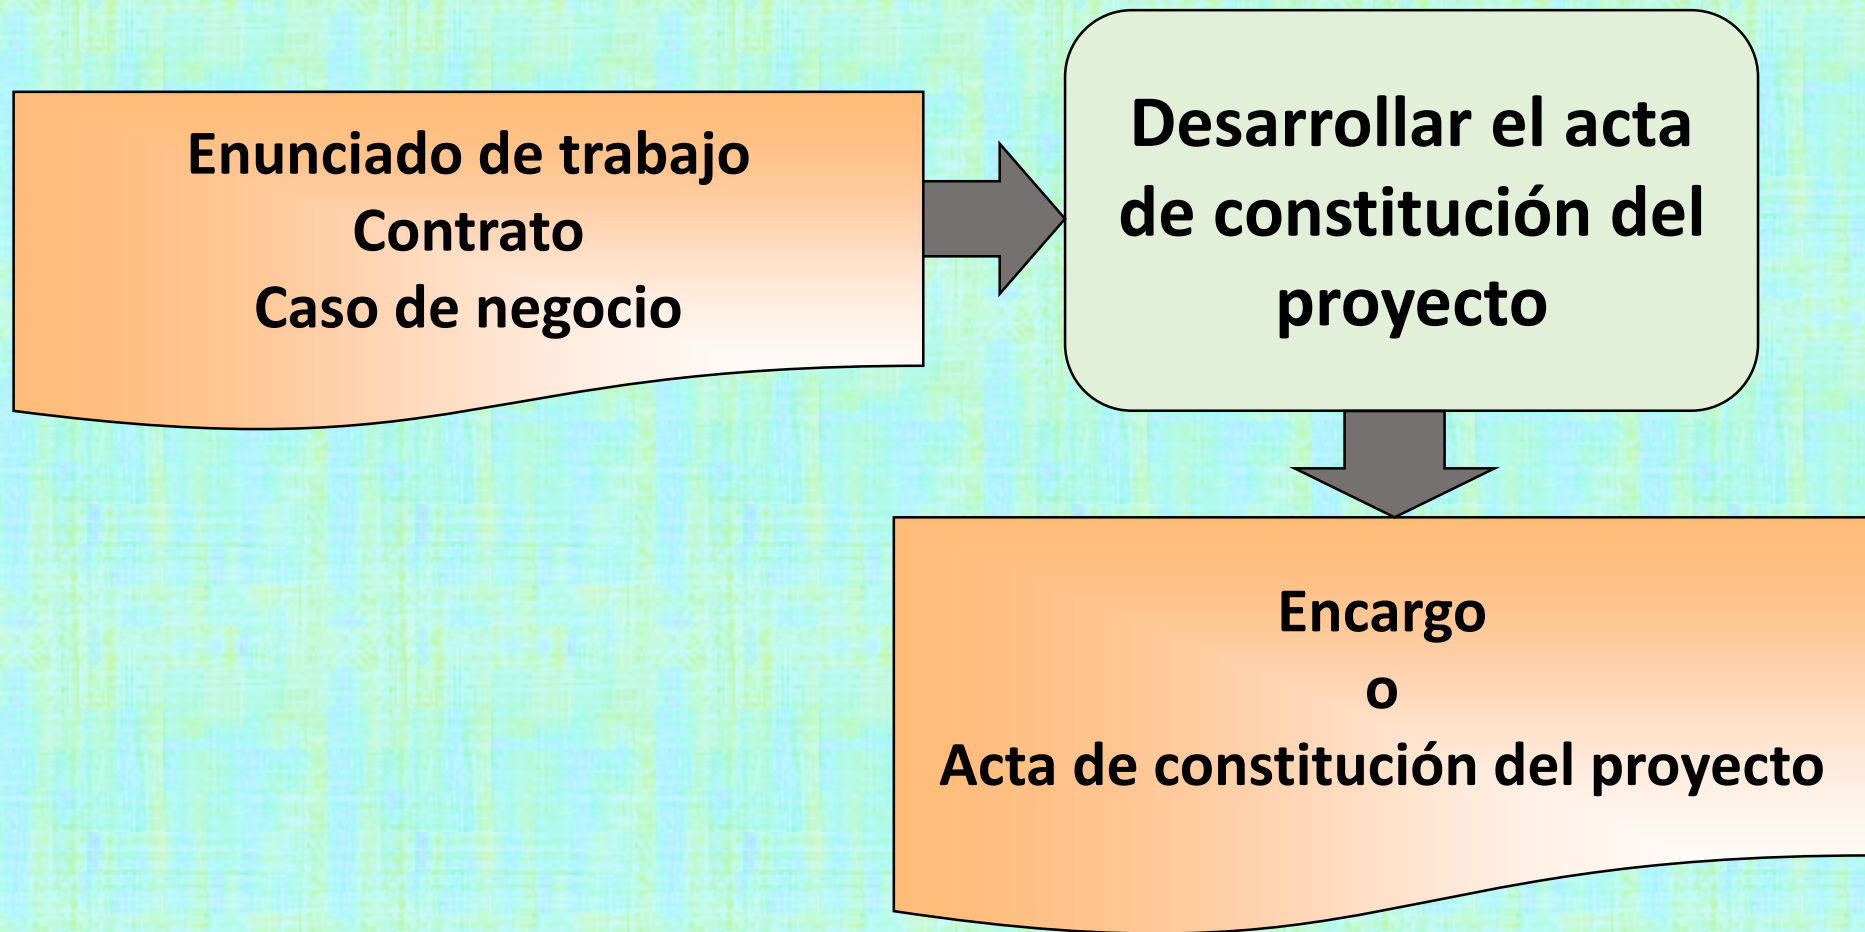 Enunciado de trabajo
Contrato
Caso de negocio
Desarrollar el acta
de constitución del
proyecto
Encargo
o
Acta de constitución del proyecto